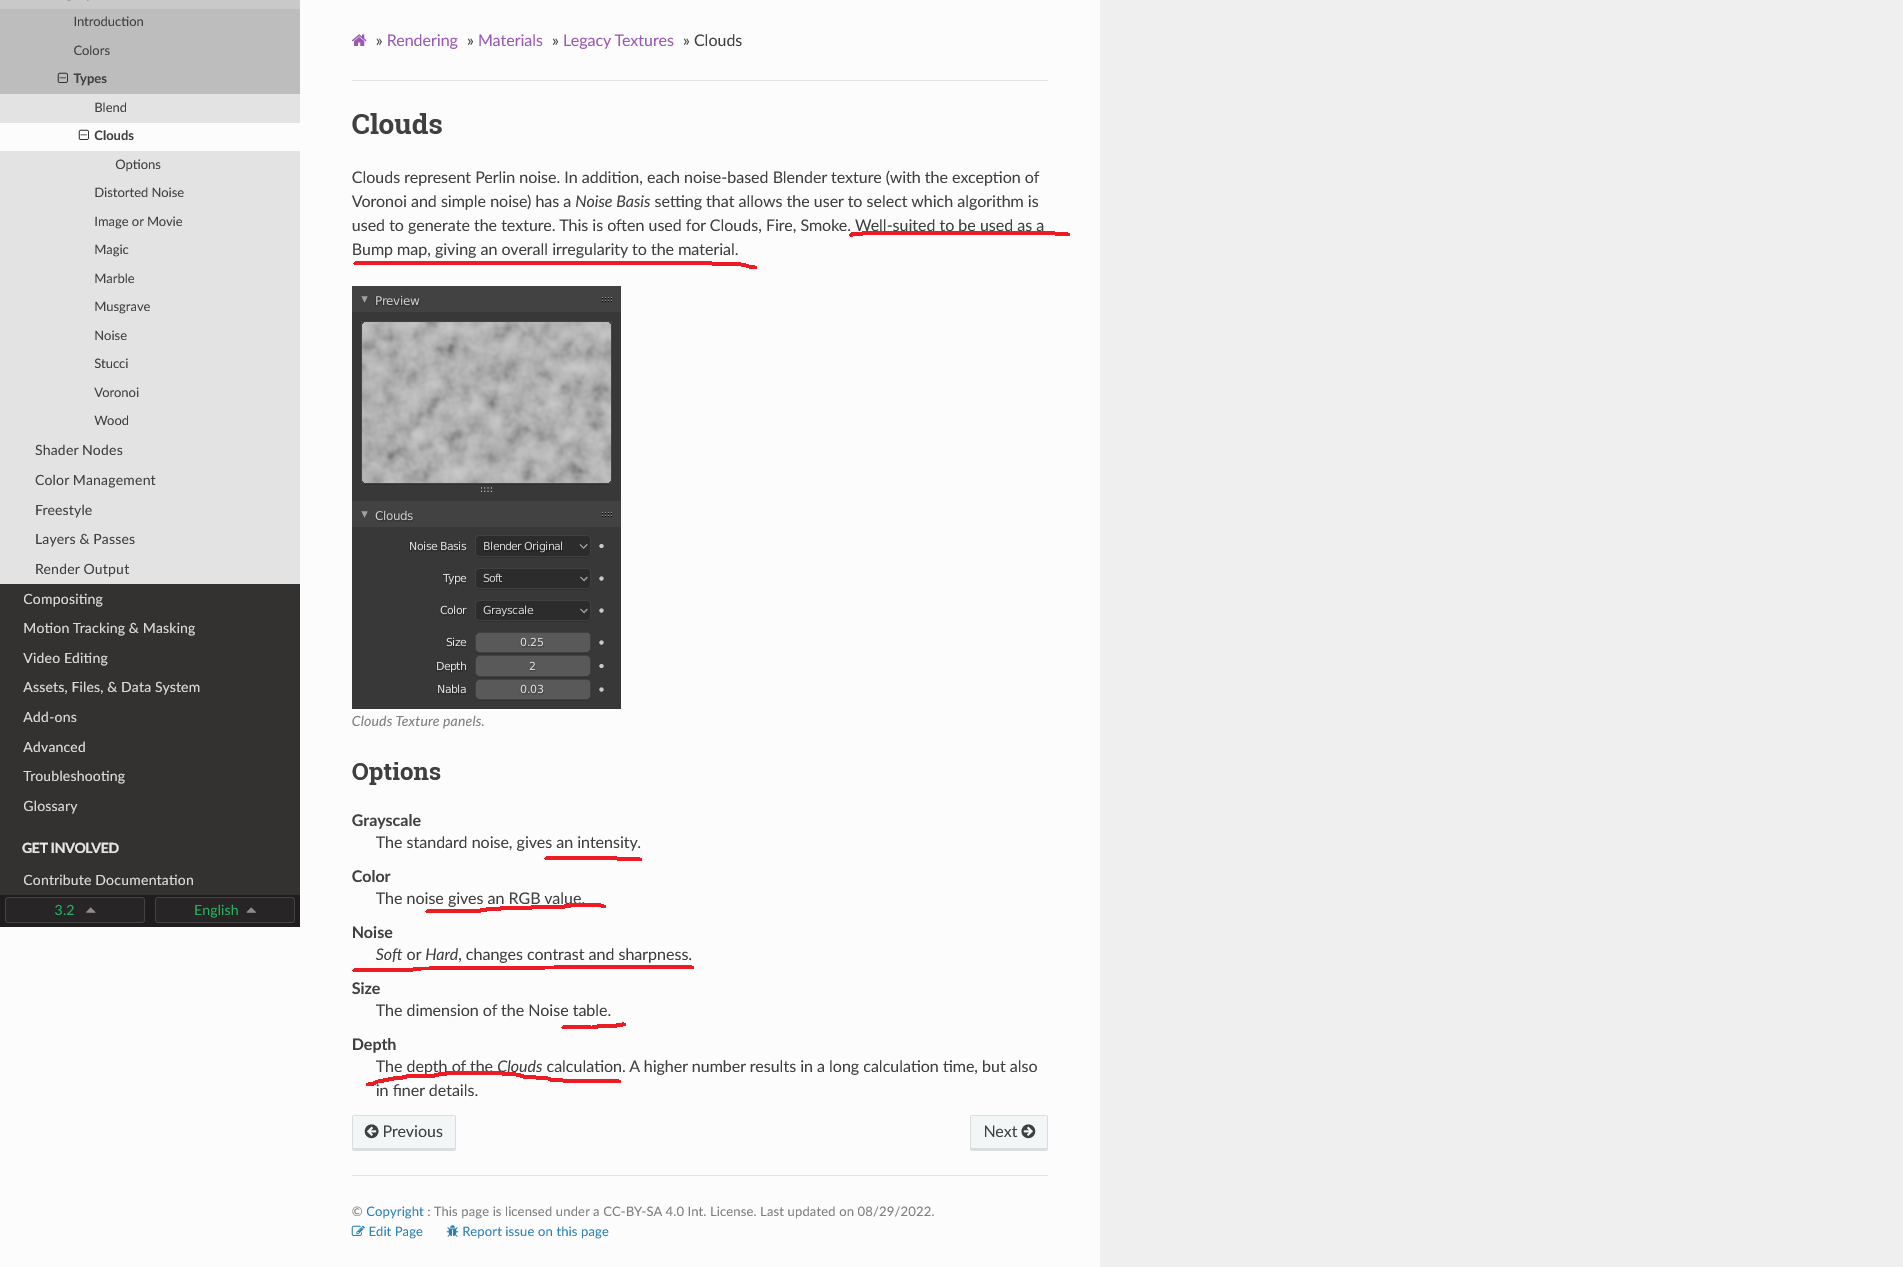 Introduction
Colors
Types
Blend
Clouds
Options
Distorted Noise
Image or Movie
Magic
Marble
Musgrave
Noise
Stucci
Voronoi
Wood
Shader Nodes
Color Management
Freestyle
Layers & Passes
Render Output
Compositing
Motion Tracking & Masking
Video Editing
Assets, Files, & Data System
Add-ons
Advanced
Troubleshooting
Glossary
GET INVOLVED
Contribute Documentation
3.2
English
» Rendering » Materials » Legacy Textures » Clouds
Clouds
Clouds represent Perlin noise. In addition, each noise-based Blender texture (with the exception of
Voronoi and simple noise) has a Noise Basis setting that allows the user to select which algorithm is
used to generate the texture. This is often used for Clouds, Fire, Smoke. Well-suited to be used as a
Bump map, giving an overall irregularity to the material.
Preview
Clouds
Noise Basis Blender Original
Type Soft
Color Grayscale
Size 0.25
Depth 2
Nabla 0.03
Clouds Texture panels.
Options
Grayscale
The standard noise, gives an intensity.
Color
The noise gives an RGB value.
Noise
Soft or Hard, changes contrast and sharpness.
Size
The dimension of the Noise table.
Depth
The depth of the Clouds calculation. A higher number results in a long calculation time, but also
in finer details.
Previous
Next
© Copyright : This page is licensed under a CC-BY-SA 4.0 Int. License. Last updated on 08/29/2022.
Edit Page Report issue on this page